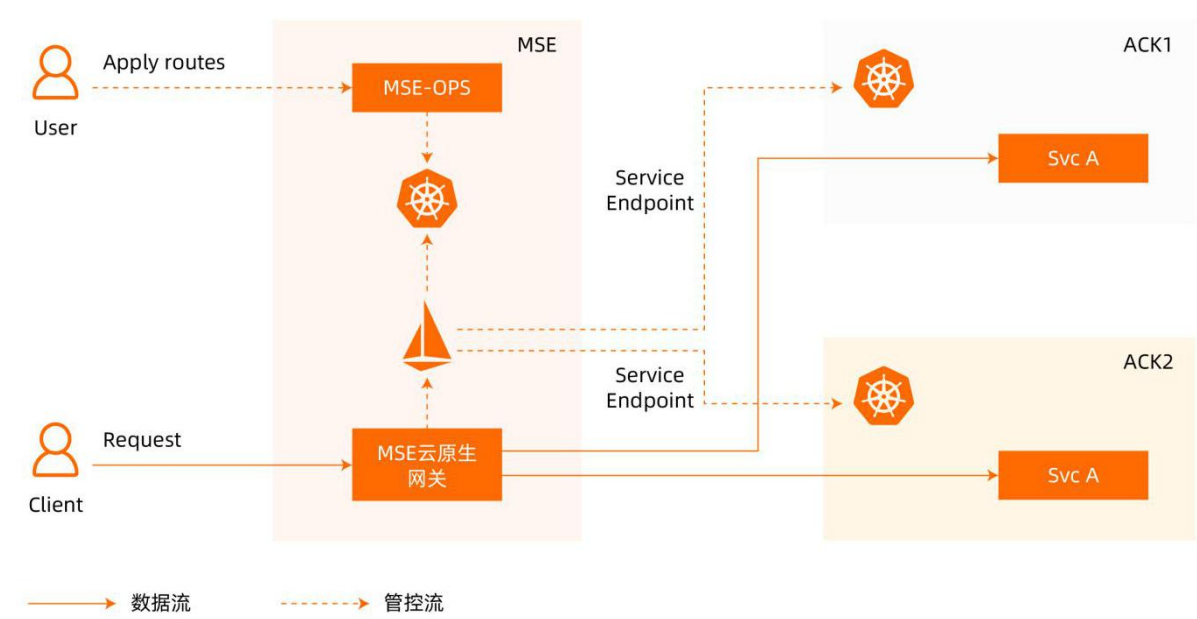 MSE
ACK1
Apply routes
MSE-OPS
User
Svc A
Service
Endpoint
ACK2
Service
Endpoint
Request
MSE云原生
网关
Svc A
Client
数据流
管控流